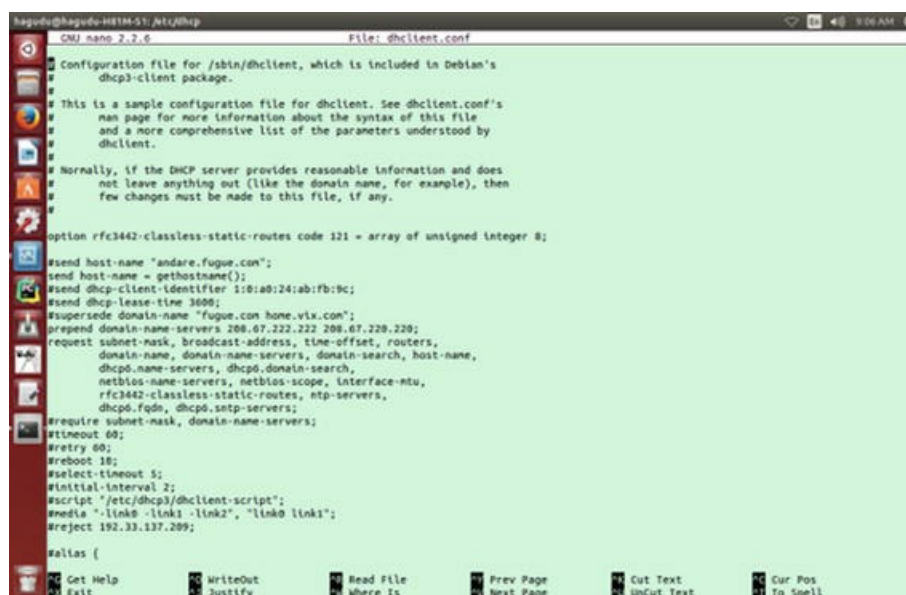 hagudu@hagudu-H81M-S1: /etc/dhcp
En 9:06 AM
GNU nano 2.2.6 File: dhclient.conf
# Configuration file for /sbin/dhclient, which is included in Debian's
# dhcp3-client package.
#
# This is a sample configuration file for dhclient. See dhclient.conf's
# man page for more information about the syntax of this file
# and a more comprehensive list of the parameters understood by
# dhclient.
#
# Normally, if the DHCP server provides reasonable information and does
# not leave anything out (like the domain name, for example), then
# few changes must be made to this file, if any.
#
option rfc3442-classless-static-routes code 121 = array of unsigned integer 8;
#send host-name "andare.fugue.com";
send host-name = gethostname();
#send dhcp-client-identifier 1:0:a0:24:ab:fb:9c;
#send dhcp-lease-time 3600;
#supersede domain-name "fugue.com home.vix.com";
prepend domain-name-servers 208.67.222.222 208.67.220.220;
request subnet-mask, broadcast-address, time-offset, routers,
domain-name, domain-name-servers, domain-search, host-name,
dhcp6.name-servers, dhcp6.domain-search,
netbios-name-servers, netbios-scope, interface-mtu,
rfc3442-classless-static-routes, ntp-servers,
dhcp6.fqdn, dhcp6.sntp-servers;
#require subnet-mask, domain-name-servers;
#timeout 60;
#retry 60;
#reboot 10;
#select-timeout 5;
#initial-interval 2;
#script "/etc/dhcp3/dhclient-script";
#media "-link0 -link1 -link2", "link0 link1";
#reject 192.33.137.209;
#alias {
^G Get Help ^O WriteOut ^R Read File ^Y Prev Page ^K Cut Text ^C Cur Pos
^X Exit ^J Justify ^W Where Is ^V Next Page ^U UnCut Text ^T To Spell